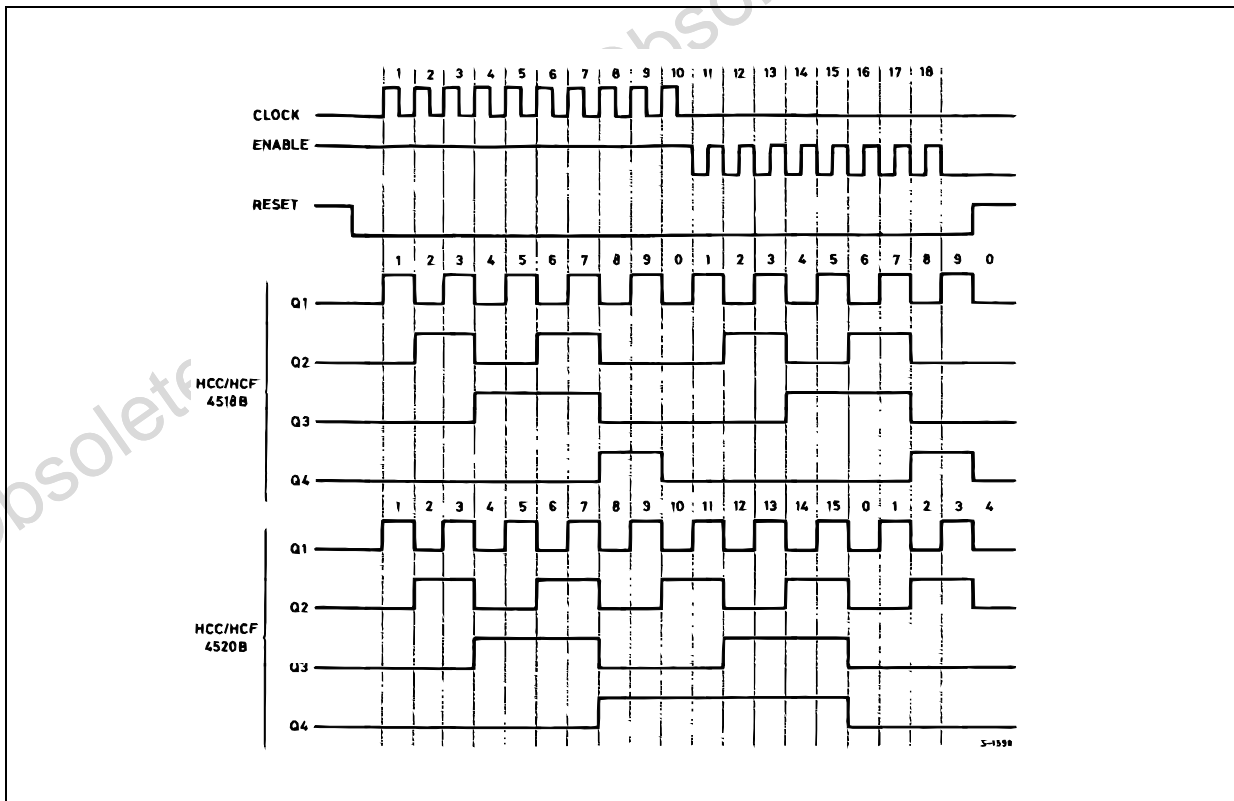 Obsolete
obsol
1 2 3 4 5 6 7 8 9 10 11 12 13 14 15 16 17 18
CLOCK
ENABLE
RESET
1 2 3 4 5 6 7 8 9 0 1 2 3 4 5 6 7 8 9 0
Q1
Q2
HCC/HCF
4518B
Q3
Q4
1 2 3 4 5 6 7 8 9 10 11 12 13 14 15 0 1 2 3 4
Q1
Q2
HCC/HCF
4520B
Q3
Q4
S-1398